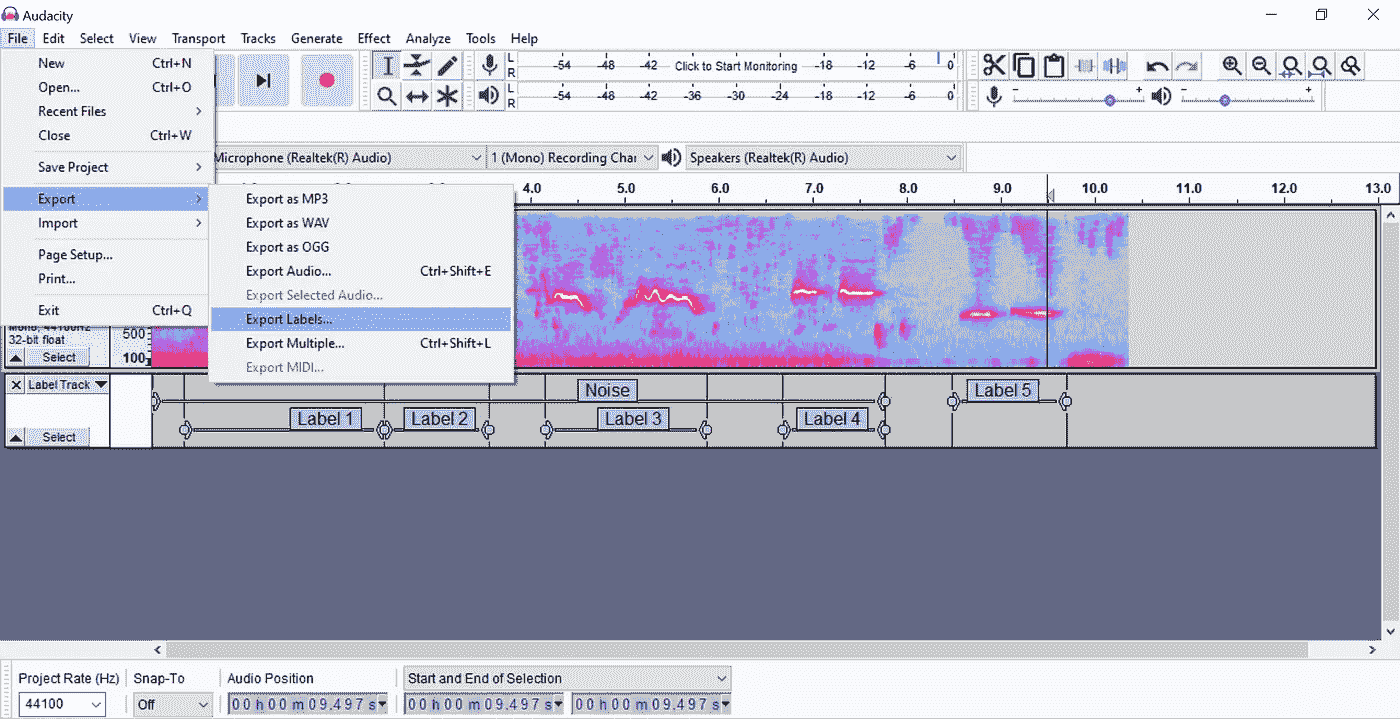 Audacity
File Edit Select View Transport Tracks Generate Effect Analyze Tools Help
New Ctrl+N
Open... Ctrl+O
Recent Files
Close Ctrl+W
Save Project
Export
Import
Page Setup...
Print...
Exit Ctrl+Q
Export as MP3
Export as WAV
Export as OGG
Export Audio... Ctrl+Shift+E
Export Selected Audio...
Export Labels...
Export Multiple... Ctrl+Shift+L
Export MIDI...
L
R
-54 -48 -42 Click to Start Monitoring -18 -12 -6 0
L
R
-54 -48 -42 -36 -30 -24 -18 -12 -6 0
- +
- +
Microphone (Realtek(R) Audio) 1 (Mono) Recording Char Speakers (Realtek(R) Audio)
4.0 5.0 6.0 7.0 8.0 9.0 10.0 11.0 12.0 13.0
Mono, 44100Hz
32-bit float
Select
500
100
Label Track
Select
Noise
Label 5
Label 1 Label 2 Label 3 Label 4
Project Rate (Hz) Snap-To Audio Position Start and End of Selection
44100 Off 00 h 00 m 09.497 s 00 h 00 m 09.497 s 00 h 00 m 09.497 s